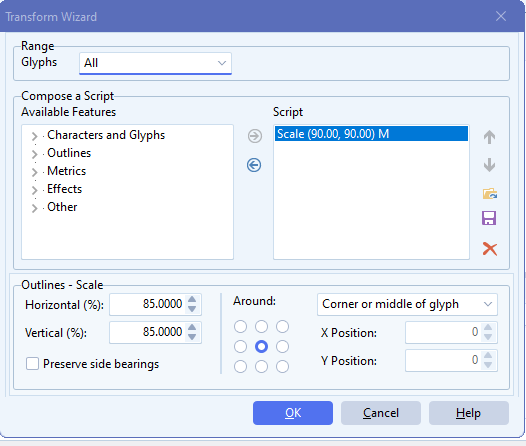 Transform Wizard
Range
Glyphs All
Compose a Script
Available Features Script
Characters and Glyphs
Outlines
Metrics
Effects
Other
Scale (90.00, 90.00) M
Outlines - Scale
Horizontal (%): 85.0000
Vertical (%): 85.0000
Preserve side bearings
Around: Corner or middle of glyph
X Position: 0
Y Position: 0
OK Cancel Help